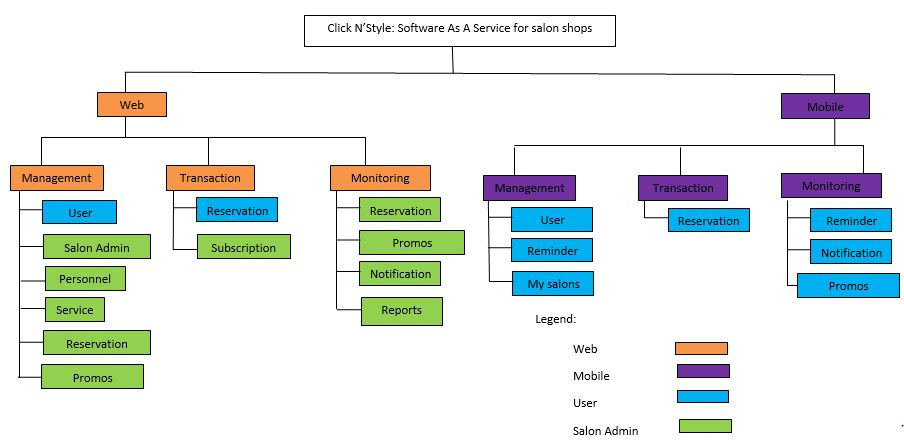 Click N'Style: Software As A Service for salon shops
Web
Mobile
Management
Transaction
Monitoring
User
Salon Admin
Personnel
Service
Reservation
Promos
Reservation
Subscription
Reservation
Promos
Notification
Reports
Management
Transaction
Monitoring
User
Reminder
My salons
Reservation
Reminder
Notification
Promos
Legend:
Web
Mobile
User
Salon Admin